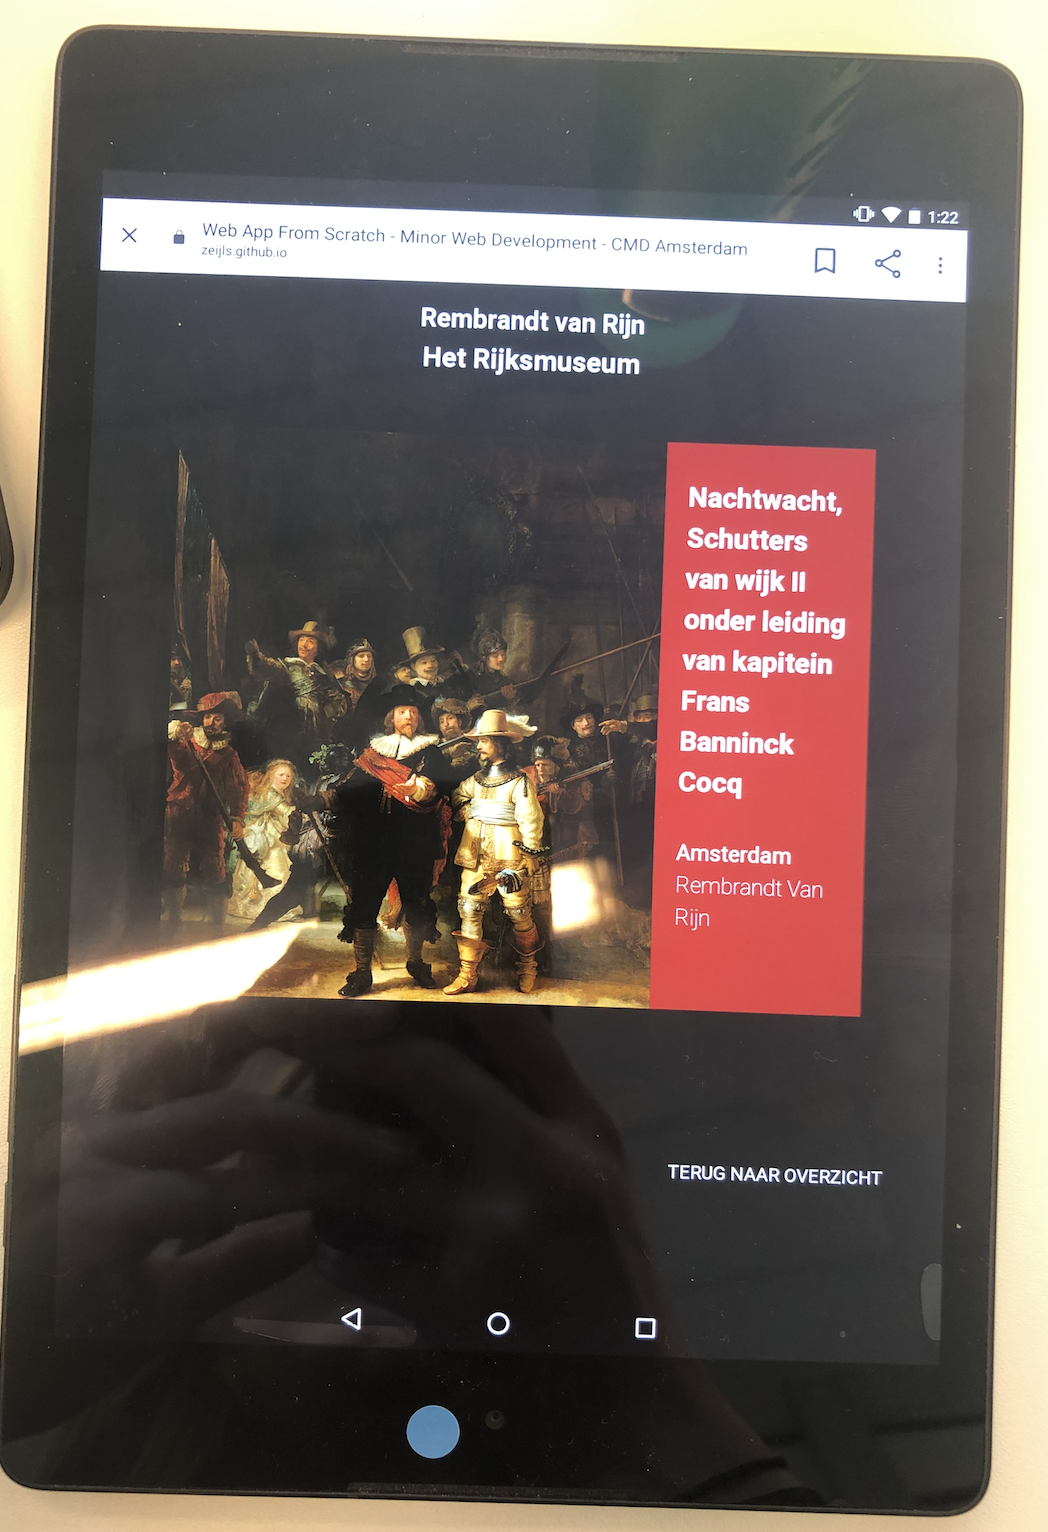 1:22
Web App From Scratch - Minor Web Development - CMD Amsterdam
zeijls.github.io
Rembrandt van Rijn
Het Rijksmuseum
Nachtwacht,
Schutters
van wijk II
onder leiding
van kapitein
Frans
Banninck
Cocq
Amsterdam
Rembrandt Van
Rijn
TERUG NAAR OVERZICHT